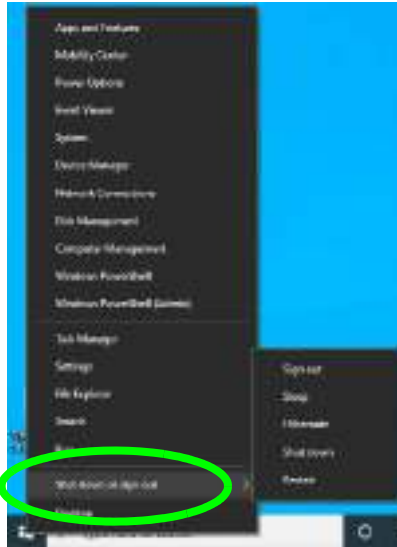 Apps and Features
Mobility Center
Power Options
Event Viewer
System
Device Manager
Network Connections
Disk Management
Computer Management
Windows PowerShell
Windows PowerShell (Admin)
Task Manager
Settings
File Explorer
Search
Run
Shut down or sign out
Desktop
Sign out
Sleep
Hibernate
Shut down
Restart